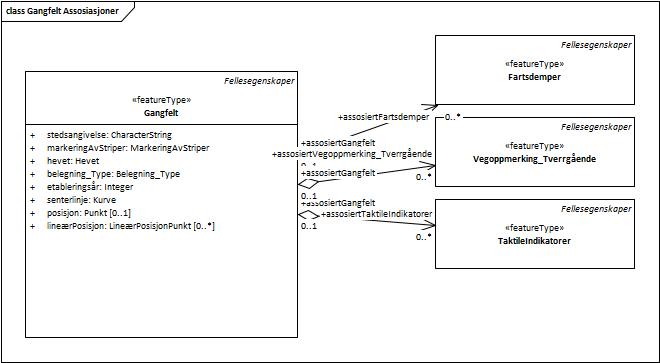 class Gangfelt Assosiasjoner
Fellesegenskaper
«featureType»
Gangfelt
+ stedsangivelse: CharacterString
+ markeringAvStriper: MarkeringAvStriper
+ hevet: Hevet
+ belegning_Type: Belegning_Type
+ etableringsår: Integer
+ senterlinje: Kurve
+ posisjon: Punkt [0..1]
+ lineærPosisjon: LineærPosisjonPunkt [0..*]
Fellesegenskaper
«featureType»
Fartsdemper
+assosiertFartsdemper
0..*
+assosiertGangfelt
+assosiertVegoppmerking_Tverrgående
Fellesegenskaper
«featureType»
Vegoppmerking_Tverrgående
+assosiertGangfelt
0..*
0..1
+assosiertGangfelt
+assosiertTaktileIndikatorer
0..1
0..*
Fellesegenskaper
«featureType»
TaktileIndikatorer